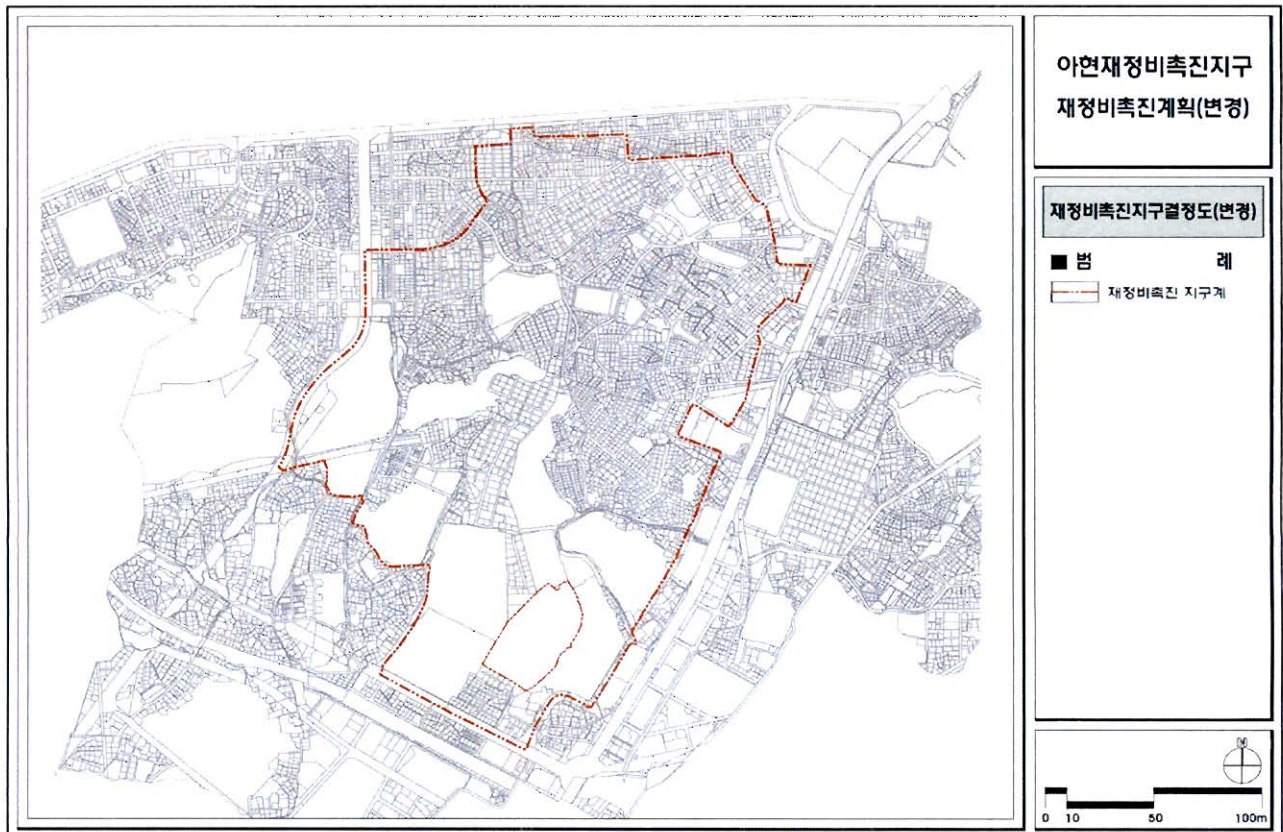 아현재정비촉진지구
재정비촉진계획(변경)
재정비촉진지구결정도(변경)
■ 범 례
재정비촉진 지구계
N
0 10 50 100m